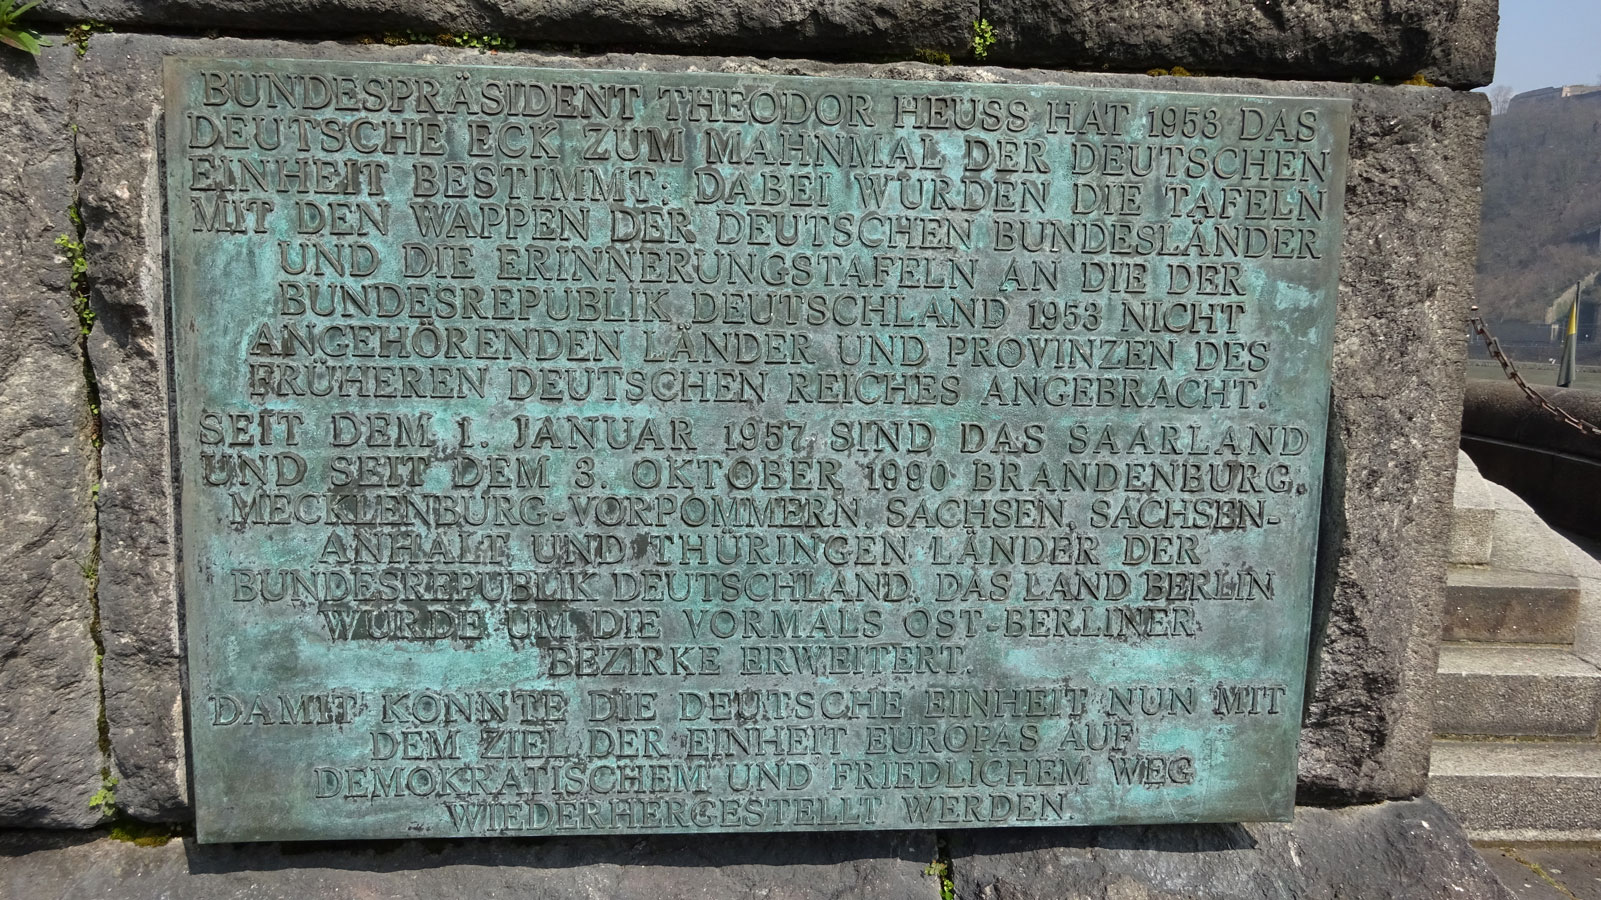 BUNDESPRÄSIDENT THEODOR HEUSS HAT 1953 DAS
DEUTSCHE ECK ZUM MAHNMAL DER DEUTSCHEN
EINHEIT BESTIMMT. DABEI WURDEN DIE TAFELN
MIT DEN WAPPEN DER DEUTSCHEN BUNDESLÄNDER
UND DIE ERINNERUNGSTAFELN AN DIE DER
BUNDESREPUBLIK DEUTSCHLAND 1953 NICHT
ANGEHÖRENDEN LÄNDER UND PROVINZEN DES
FRÜHEREN DEUTSCHEN REICHES ANGEBRACHT.
SEIT DEM 1. JANUAR 1957 SIND DAS SAARLAND
UND SEIT DEM 3. OKTOBER 1990 BRANDENBURG,
MECKLENBURG-VORPOMMERN, SACHSEN, SACHSEN-
ANHALT UND THÜRINGEN LÄNDER DER
BUNDESREPUBLIK DEUTSCHLAND. DAS LAND BERLIN
WURDE UM DIE VORMALS OST-BERLINER
BEZIRKE ERWEITERT.
DAMIT KONNTE DIE DEUTSCHE EINHEIT NUN MIT
DEM ZIEL DER EINHEIT EUROPAS AUF
DEMOKRATISCHEM UND FRIEDLICHEM WEG
WIEDERHERGESTELLT WERDEN.